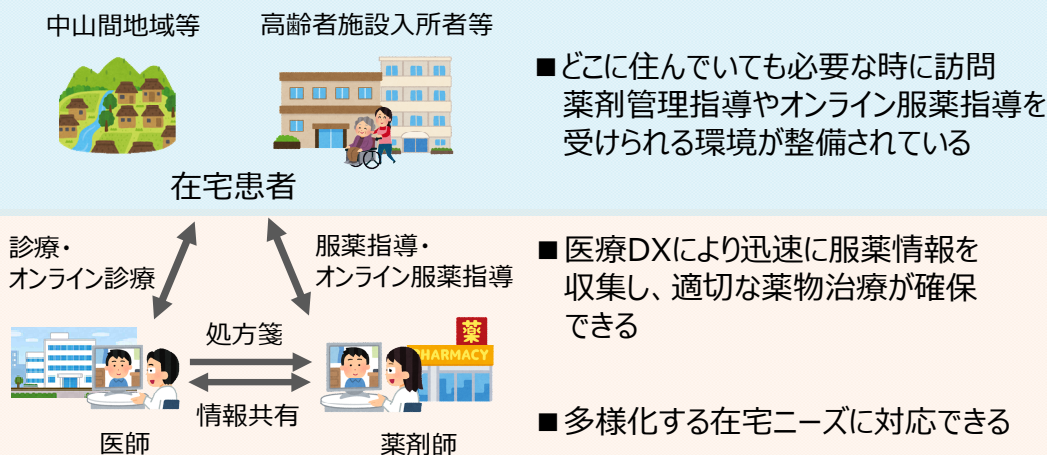 中山間地域等
高齢者施設入所者等
在宅患者
■どこに住んでいても必要な時に訪問
薬剤管理指導やオンライン服薬指導を
受けられる環境が整備されている
診療・
オンライン診療
服薬指導・
オンライン服薬指導
処方箋
情報共有
薬
PHARMACY
医師
薬剤師
■医療DXにより迅速に服薬情報を
収集し、適切な薬物治療が確保
できる
■多様化する在宅ニーズに対応できる